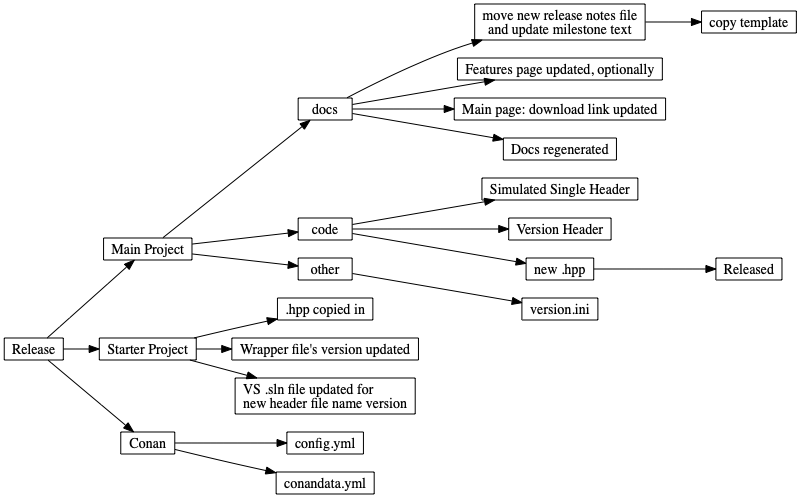 move new release notes file
and update milestone text
copy template
Features page updated, optionally
docs
Main page: download link updated
Docs regenerated
Simulated Single Header
code
Version Header
Main Project
other
new .hpp
Released
.hpp copied in
version.ini
Release
Starter Project
Wrapper file's version updated
VS .sln file updated for
new header file name version
Conan
config.yml
conandata.yml